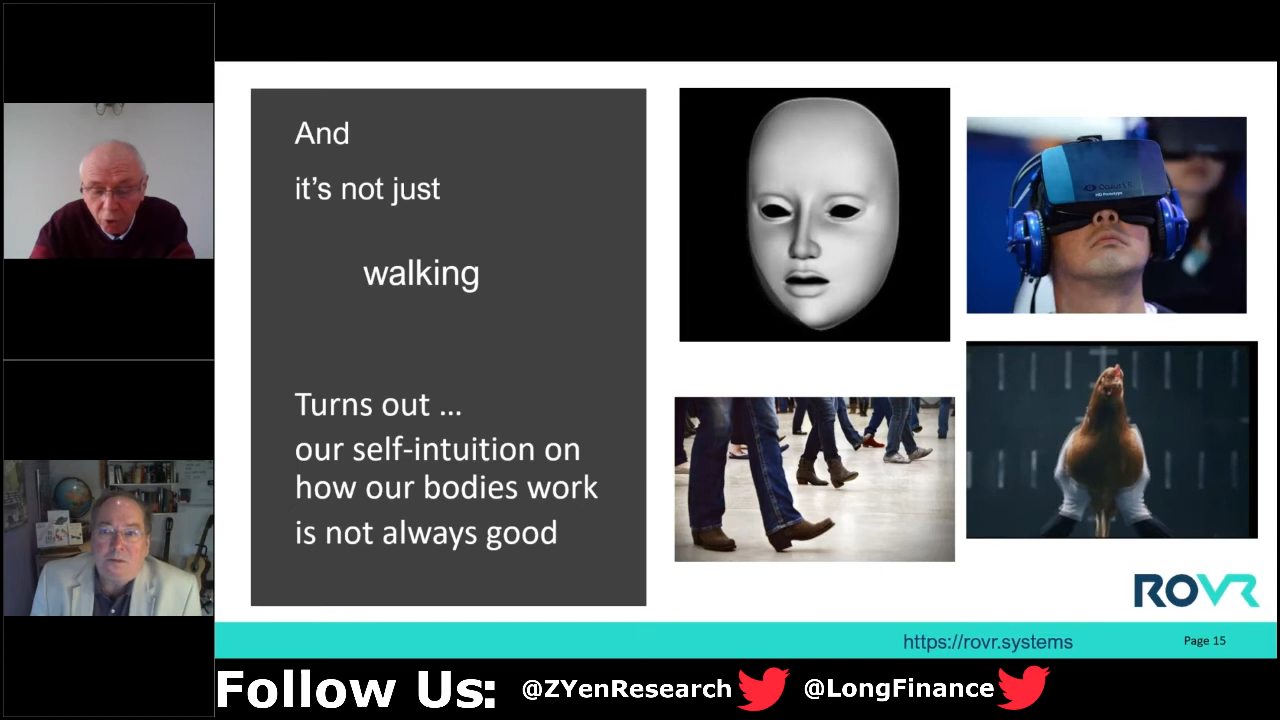 And
it's not just
walking
Turns out ...
our self-intuition on
how our bodies work
is not always good
ROVR
https://rovr.systems
Page 15
Follow Us: @ZYenResearch @LongFinance